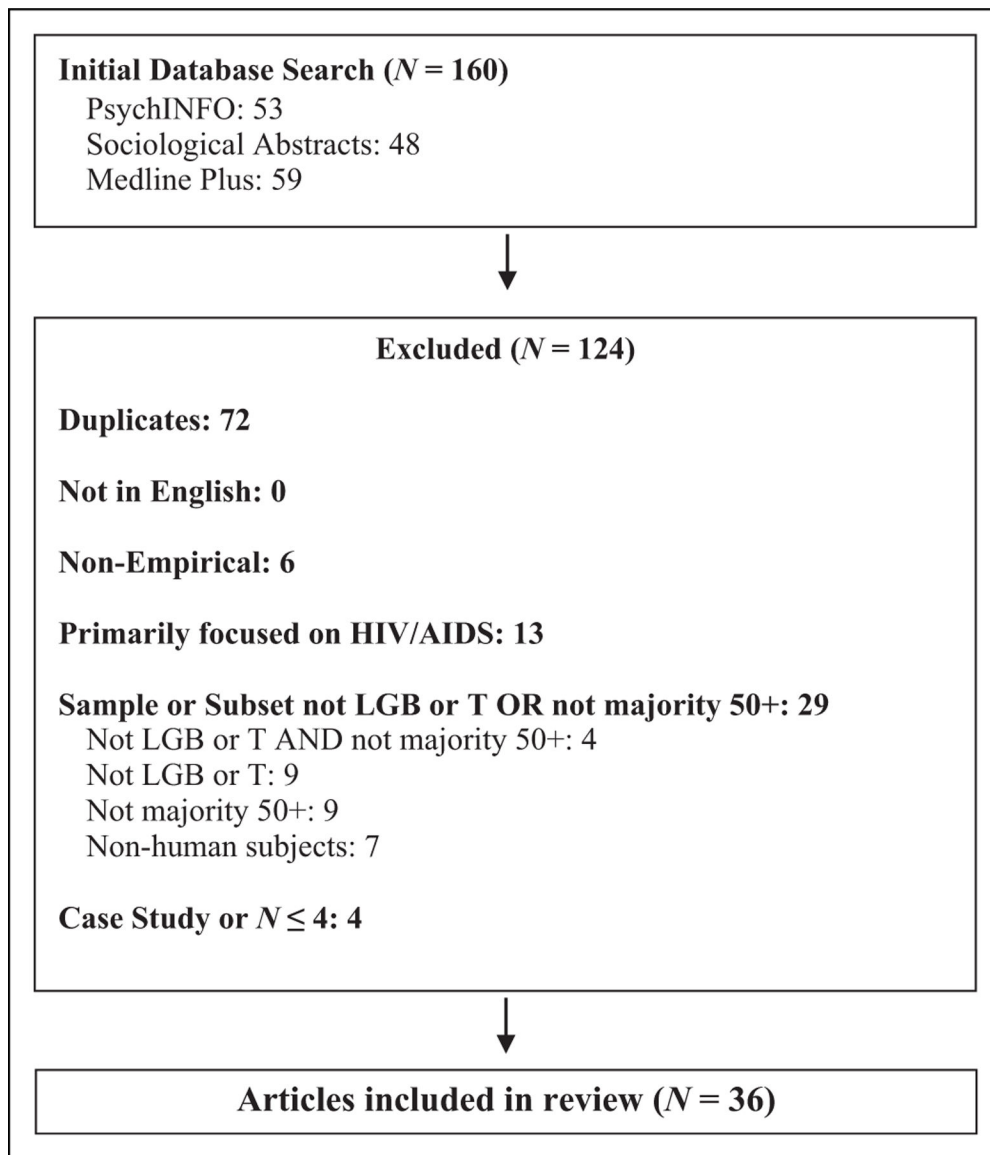 Initial Database Search (N = 160)
PsychINFO: 53
Sociological Abstracts: 48
Medline Plus: 59
Excluded (N = 124)
Duplicates: 72
Not in English: 0
Non-Empirical: 6
Primarily focused on HIV/AIDS: 13
Sample or Subset not LGB or T OR not majority 50+: 29
Not LGB or T AND not majority 50+: 4
Not LGB or T: 9
Not majority 50+: 9
Non-human subjects: 7
Case Study or N ≤ 4: 4
Articles included in review (N = 36)